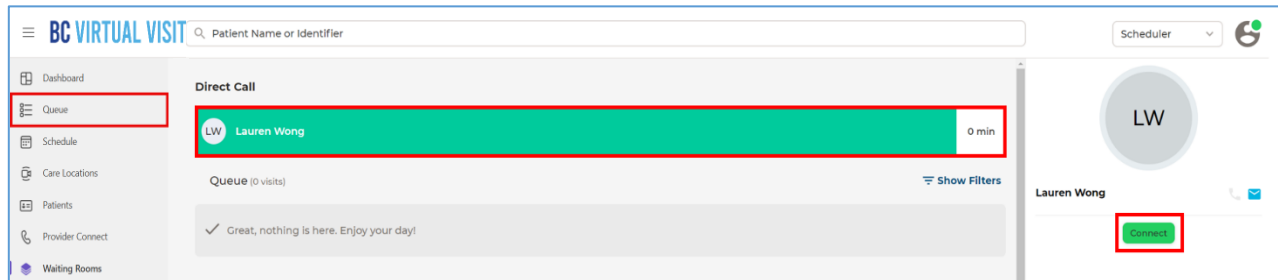 BC VIRTUAL VISIT
Patient Name or Identifier
Scheduler
Dashboard
Queue
Schedule
Care Locations
Patients
Provider Connect
Waiting Rooms
Direct Call
LW Lauren Wong 0 min
Queue (0 visits) Show Filters
Great, nothing is here. Enjoy your day!
LW
Lauren Wong
Connect